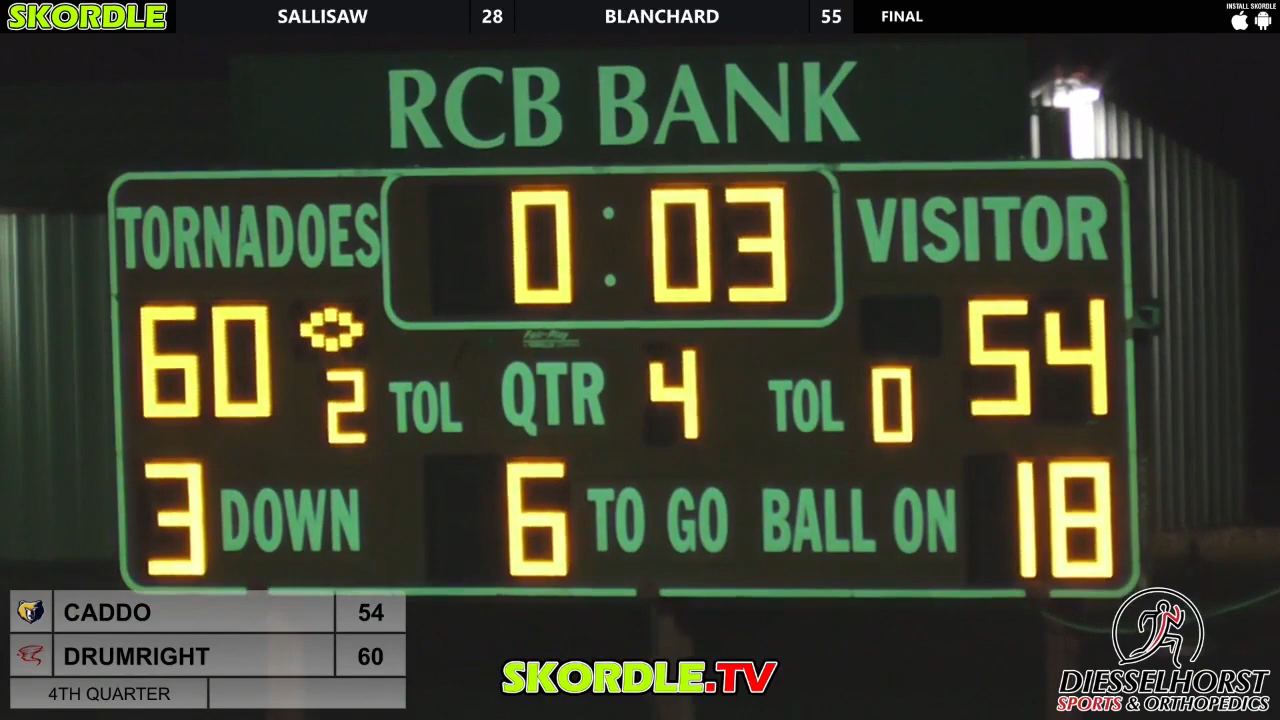 SKORDLE SALLISAW 28 BLANCHARD 55 FINAL INSTALL SKORDLE
RCB BANK
TORNADOES 0:03 VISITOR
60 54
2 TOL QTR 4 TOL 0
Fair-Play
3 DOWN 6 TO GO BALL ON 18
CADDO 54
DRUMRIGHT 60
4TH QUARTER
SKORDLE.TV
DIESSELHORST
SPORTS & ORTHOPEDICS